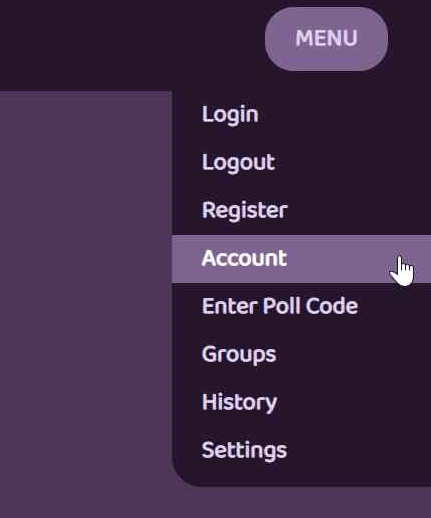 MENU
Login
Logout
Register
Account
Enter Poll Code
Groups
History
Settings